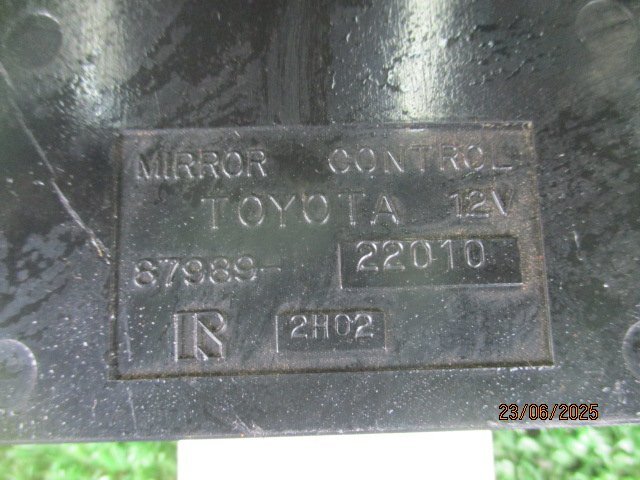 MIRROR CONTROL
TOYOTA 12V
87989-22010
R 2H02
23/06/2025